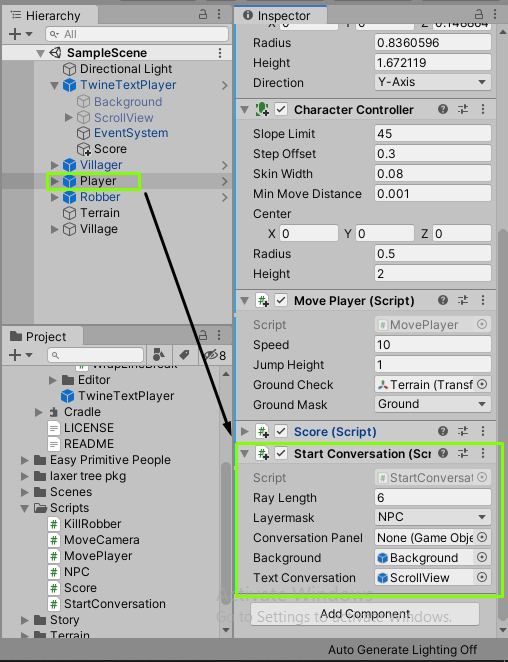 Hierarchy
All
SampleScene
Directional Light
TwineTextPlayer
Background
ScrollView
EventSystem
Score
Villager
Player
Robber
Terrain
Village
Project
8
Editor
TwineTextPlayer
Cradle
LICENSE
README
Easy Primitive People
laxer tree pkg
Scenes
Scripts
KillRobber
MoveCamera
MovePlayer
NPC
Score
StartConversation
Story
Terrain
Inspector
X 0 Y 0 Z
Radius 0.8360596
Height 1.672119
Direction Y-Axis
Character Controller
Slope Limit 45
Step Offset 0.3
Skin Width 0.08
Min Move Distance 0.001
Center
X 0 Y 0 Z 0
Radius 0.5
Height 2
Move Player (Script)
Script # MovePlayer
Speed 10
Jump Height 1
Ground Check Terrain (Transf
Ground Mask Ground
Score (Script)
Start Conversation (Scr
Script # StartConversat
Ray Length 6
Layermask NPC
Conversation Panel None (Game Obje
Background Background
Text Conversation ScrollView
Activate Windows
Go to Settings to activate Windows.
Add Component
Auto Generate Lighting Off